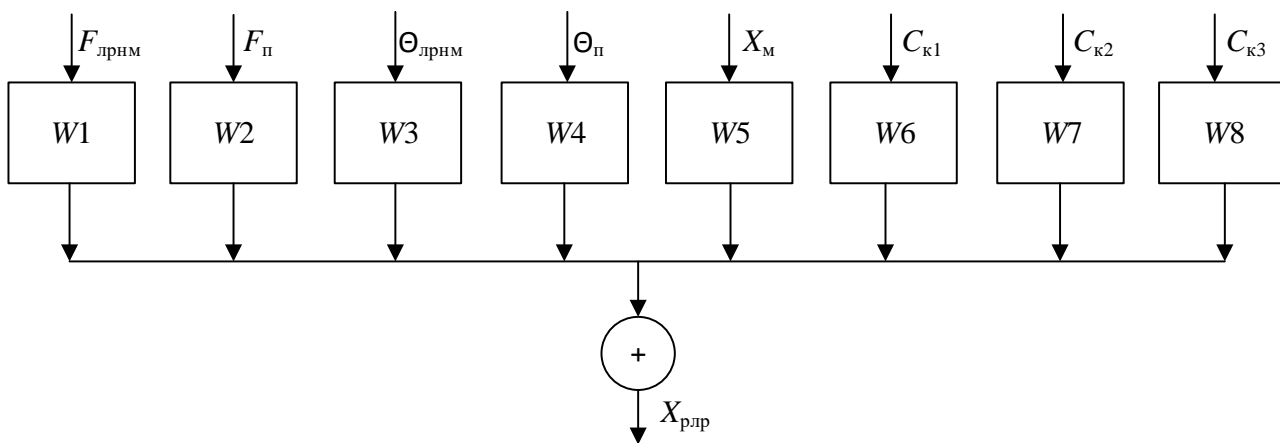 Fлрнм Fп Θлрнм Θп Xм Cк1 Cк2 Cк3
W1 W2 W3 W4 W5 W6 W7 W8
+
Xрлр